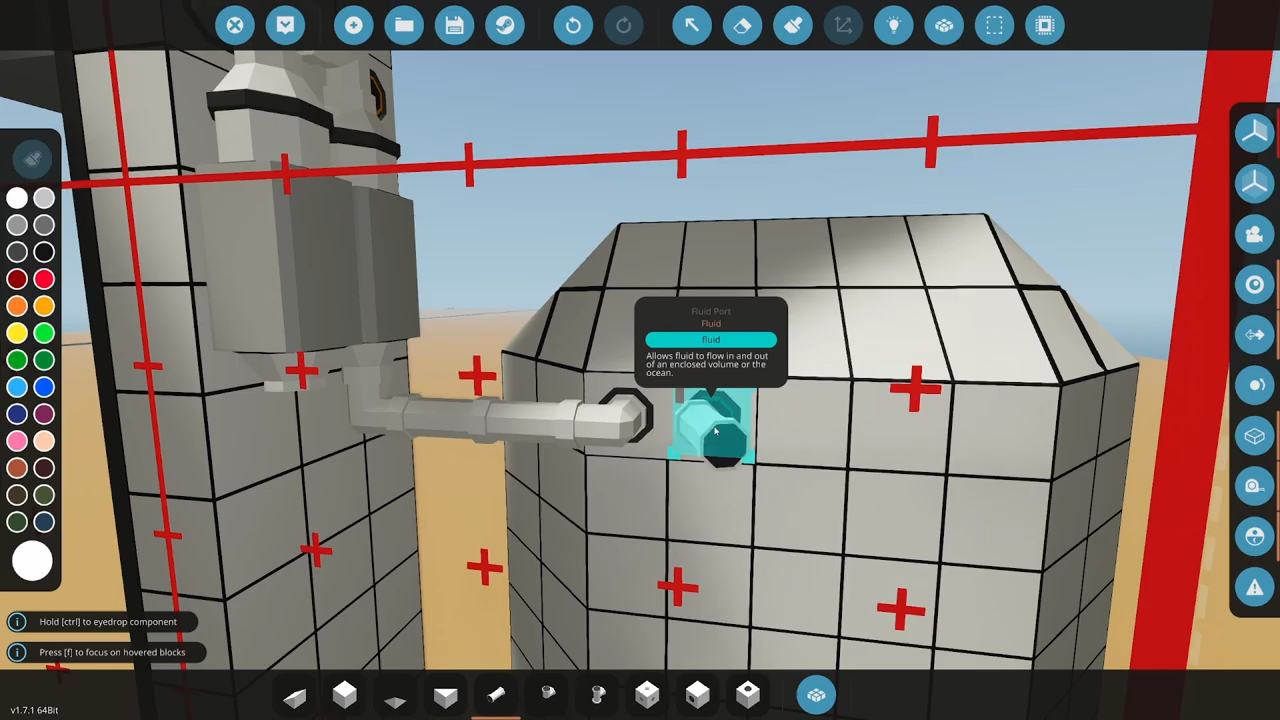 Fluid Port
Fluid
fluid
Allows fluid to flow in and out
of an enclosed volume or the
ocean.
Hold [ctrl] to eyedrop component
Press [f] to focus on hovered blocks
v1.7.1 64Bit